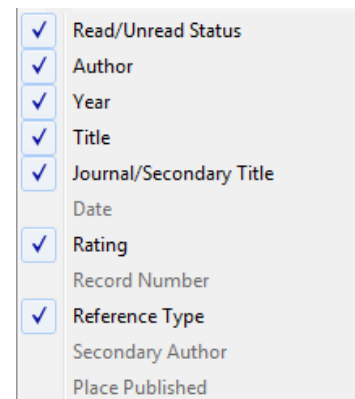 Read/Unread Status
Author
Year
Title
Journal/Secondary Title
Date
Rating
Record Number
Reference Type
Secondary Author
Place Published